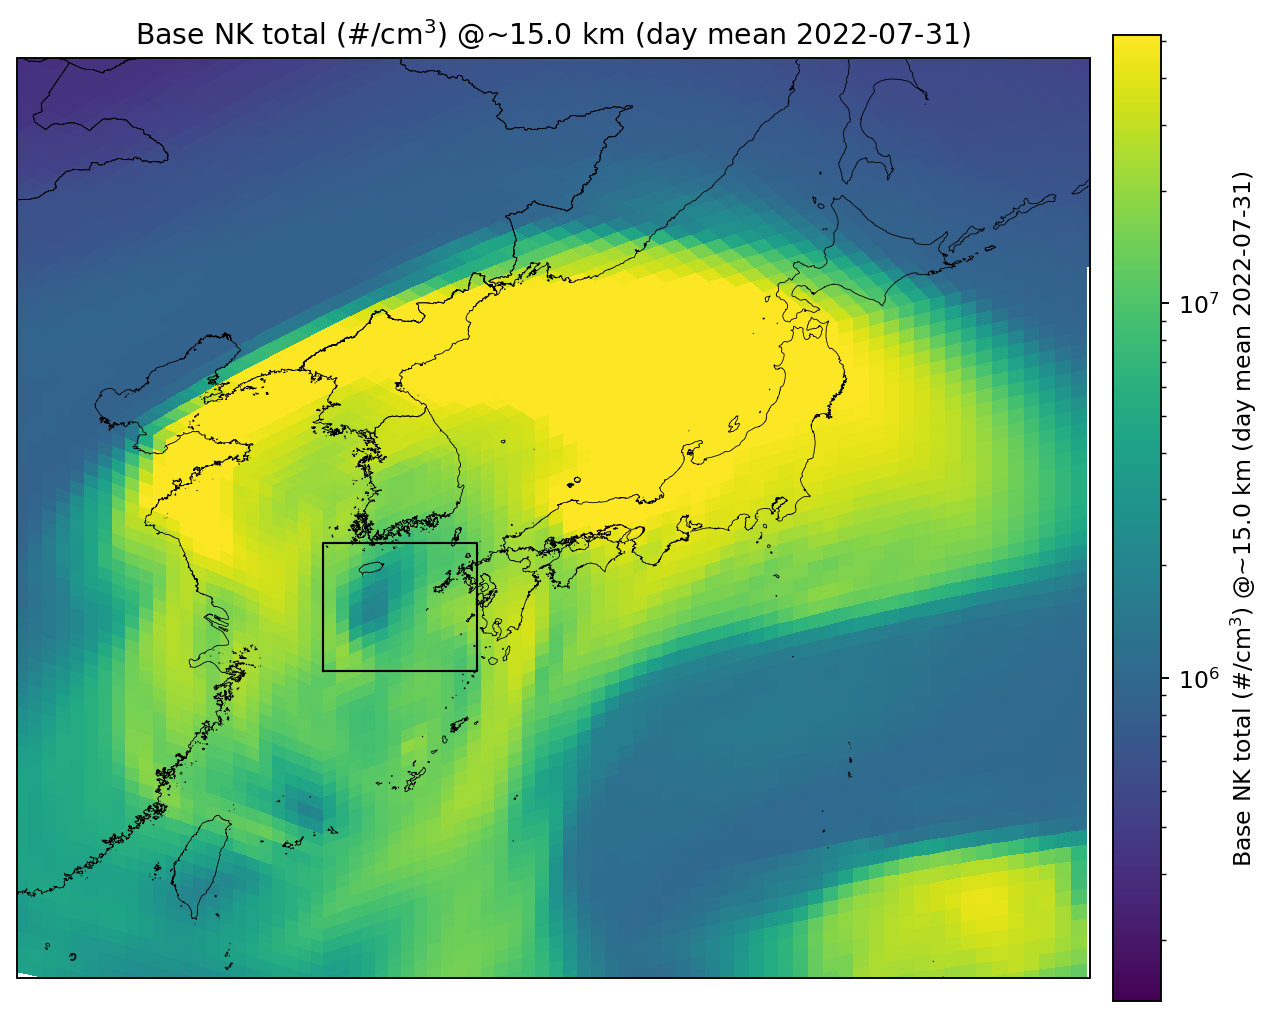 Base NK total (#/cm³) @~15.0 km (day mean 2022-07-31)
10⁷
10⁶
Base NK total (#/cm³) @~15.0 km (day mean 2022-07-31)